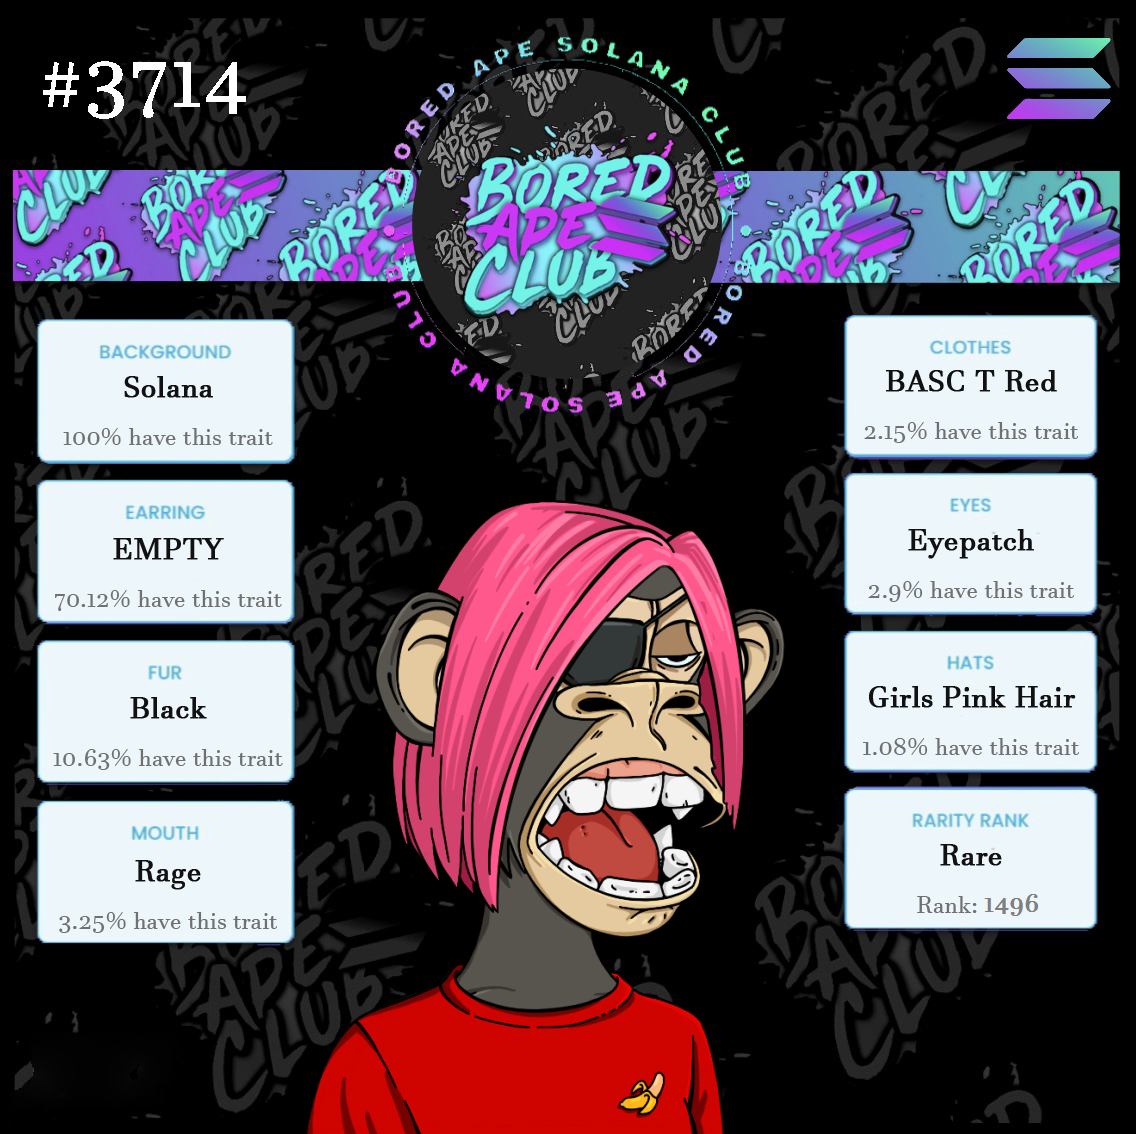 #3714
BORED APE SOLANA CLUB
BORED
APE
CLUB
BORED APE SOLANA CLUB
BACKGROUND
Solana
100% have this trait
EARRING
EMPTY
70.12% have this trait
FUR
Black
10.63% have this trait
MOUTH
Rage
3.25% have this trait
CLOTHES
BASC T Red
2.15% have this trait
EYES
Eyepatch
2.9% have this trait
HATS
Girls Pink Hair
1.08% have this trait
RARITY RANK
Rare
Rank: 1496